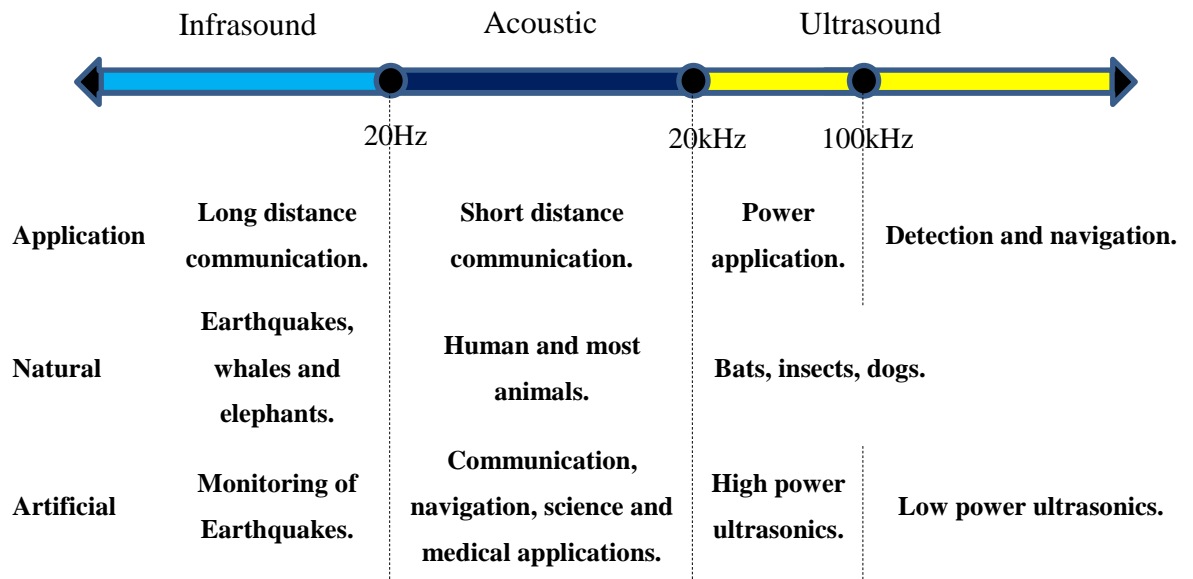 Infrasound
Acoustic
Ultrasound
20Hz
20kHz
100kHz
Application
Long distance
communication.
Short distance
communication.
Power
application.
Detection and navigation.
Natural
Earthquakes,
whales and
elephants.
Human and most
animals.
Bats, insects, dogs.
Artificial
Monitoring of
Earthquakes.
Communication,
navigation, science and
medical applications.
High power
ultrasonics.
Low power ultrasonics.